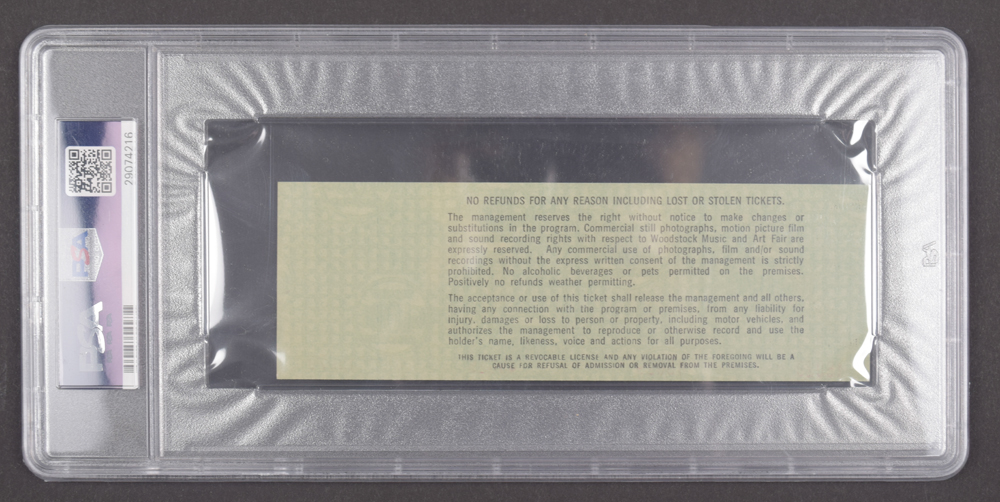 29074216
PSA
PSA
NO REFUNDS FOR ANY REASON INCLUDING LOST OR STOLEN TICKETS.
The management reserves the right without notice to make changes or
substitutions in the program. Commercial still photographs, motion picture film
and sound recording rights with respect to Woodstock Music and Art Fair are
expressly reserved. Any commercial use of photographs, film and/or sound
recordings without the express written consent of the management is strictly
prohibited. No alcoholic beverages or pets permitted on the premises.
Positively no refunds weather permitting.
The acceptance or use of this ticket shall release the management and all others,
having any connection with the program or premises, from any liability for
injury, damages or loss to person or property, including motor vehicles, and
authorizes the management to reproduce or otherwise record and use the
holder's name, likeness, voice and actions for all purposes.
THIS TICKET IS A REVOCABLE LICENSE AND ANY VIOLATION OF THE FOREGOING WILL BE A
CAUSE FOR REFUSAL OF ADMISSION OR REMOVAL FROM THE PREMISES.
PSA